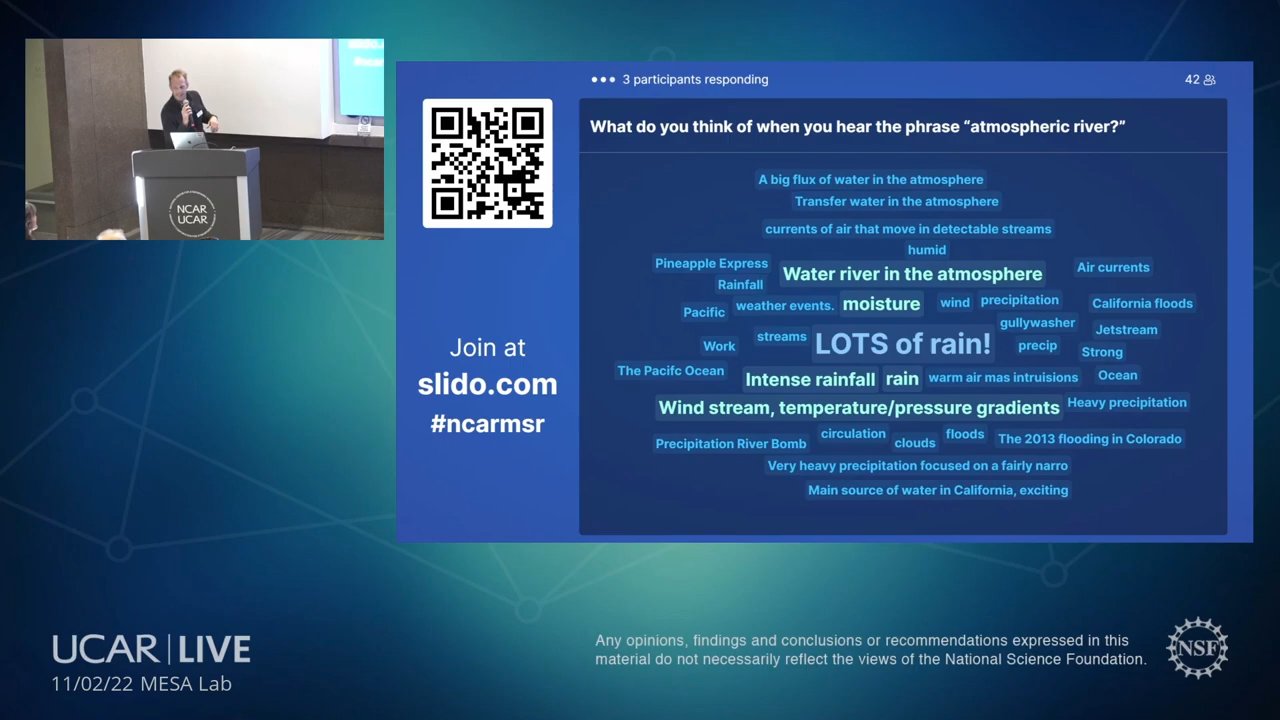 slido.
#ncar
NCAR
UCAR
3 participants responding
42
What do you think of when you hear the phrase “atmospheric river?”
A big flux of water in the atmosphere
Transfer water in the atmosphere
currents of air that move in detectable streams
humid
Pineapple Express
Water river in the atmosphere
Air currents
Rainfall
Pacific
weather events.
moisture
wind
precipitation
California floods
gullywasher
Jetstream
streams
Work
LOTS of rain!
precip
Strong
The Pacifc Ocean
Intense rainfall
rain
warm air mas intruisions
Ocean
Wind stream, temperature/pressure gradients
Heavy precipitation
Precipitation River Bomb
circulation
clouds
floods
The 2013 flooding in Colorado
Very heavy precipitation focused on a fairly narro
Main source of water in California, exciting
Join at
slido.com
#ncarmsr
UCAR | LIVE
11/02/22 MESA Lab
Any opinions, findings and conclusions or recommendations expressed in this
material do not necessarily reflect the views of the National Science Foundation.
NSF